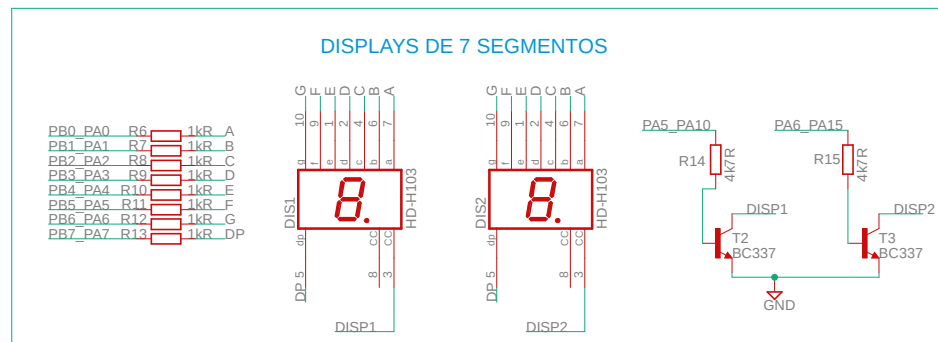 DISPLAYS DE 7 SEGMENTOS
PB0_PA0 R6 1kR A
PB1_PA1 R7 1kR B
PB2_PA2 R8 1kR C
PB3_PA3 R9 1kR D
PB4_PA4 R10 1kR E
PB5_PA5 R11 1kR F
PB6_PA6 R12 1kR G
PB7_PA7 R13 1kR DP
G F E D C B A
10 9 1 2 4 6 7
g f e d c b a
DIS1
8.
HD-H103
dp CC CC
DP 5 8 3
DISP1
G F E D C B A
10 9 1 2 4 6 7
g f e d c b a
DIS2
8.
HD-H103
dp CC CC
DP 5 8 3
DISP2
PA5_PA10 PA6_PA15
R14 4k7R R15 4k7R
DISP1 DISP2
T2 T3
BC337 BC337
GND